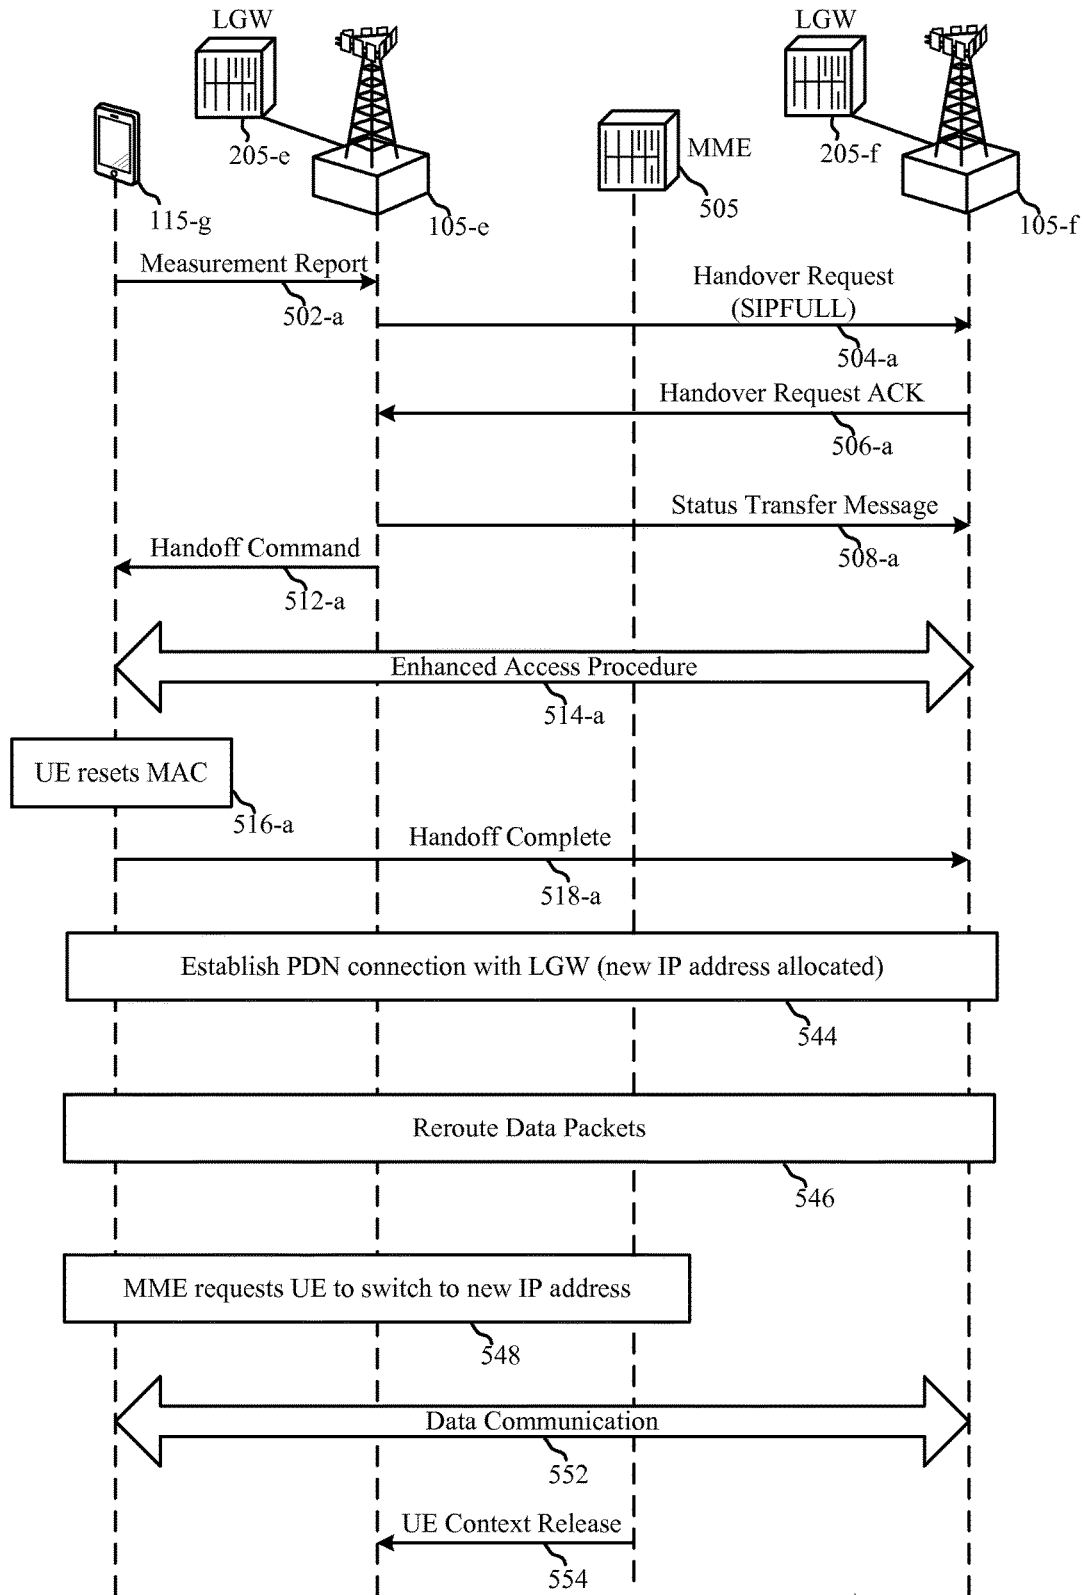 LGW
LGW
205-e
MME
205-f
115-g
105-e
505
105-f
Measurement Report
502-a
Handover Request
(SIPFULL)
504-a
Handover Request ACK
506-a
Status Transfer Message
508-a
Handoff Command
512-a
Enhanced Access Procedure
514-a
UE resets MAC
516-a
Handoff Complete
518-a
Establish PDN connection with LGW (new IP address allocated)
544
Reroute Data Packets
546
MME requests UE to switch to new IP address
548
Data Communication
552
UE Context Release
554